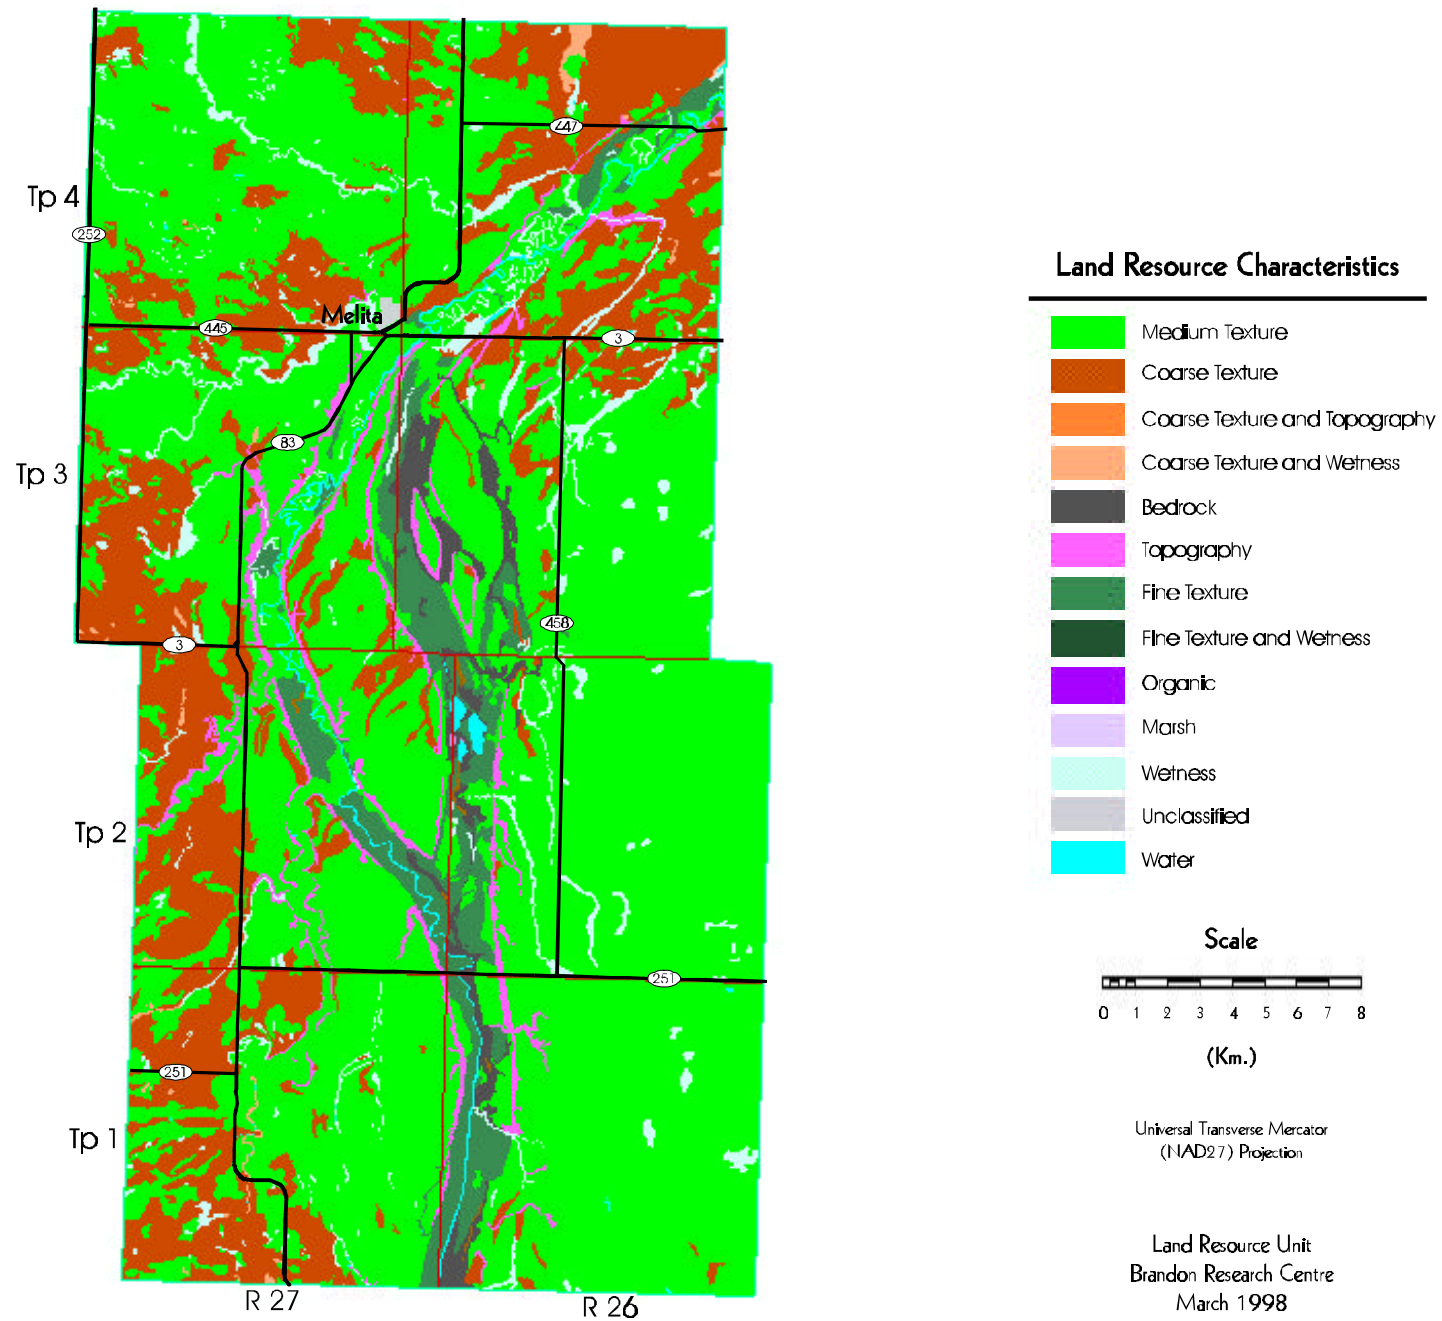 447
Tp 4
252
Melita
445
3
83
Tp 3
458
3
Tp 2
251
251
Tp 1
R 27
R 26
Land Resource Characteristics
Medium Texture
Coarse Texture
Coarse Texture and Topography
Coarse Texture and Wetness
Bedrock
Topography
Fine Texture
Fine Texture and Wetness
Organic
Marsh
Wetness
Unclassified
Water
Scale
0 1 2 3 4 5 6 7 8
(Km.)
Universal Transverse Mercator
(NAD27) Projection
Land Resource Unit
Brandon Research Centre
March 1998